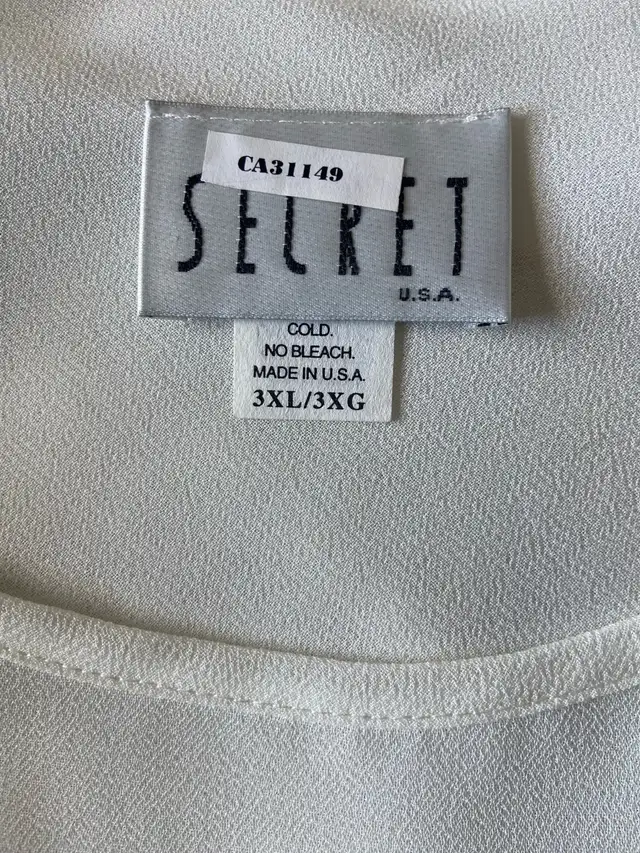 CA31149
SECRET
U.S.A.
COLD.
NO BLEACH.
MADE IN U.S.A.
3XL/3XG